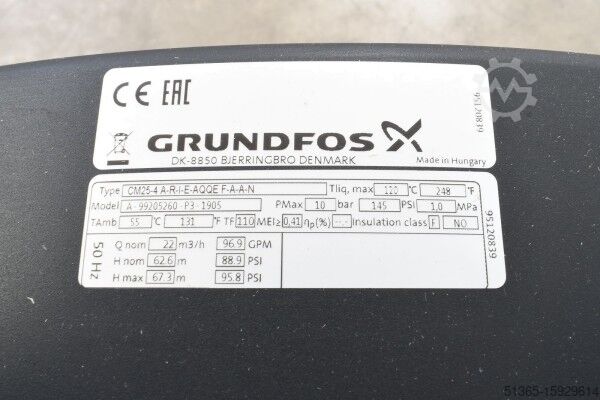 CE EAC
GRUNDFOS X
DK-8850 BJERRINGBRO DENMARK
Made in Hungary
95120839
Type CM25-4 A-R-I-E-AQQE F-A-A-N Tliq, max 120 °C 248 °F
Model A 99205260 - P3 - 1905 PMax 10 bar 145 PSI 1,0 MPa
TAmb 55 °C 131 °F TF 110 MEI≥ 0,41 ηp(%) --.- Insulation class F NO
50 Hz
Q nom 22 m3/h 96.9 GPM
H nom 62.6 m 88.9 PSI
H max 67.3 m 95.8 PSI
95120839
51365-15929614